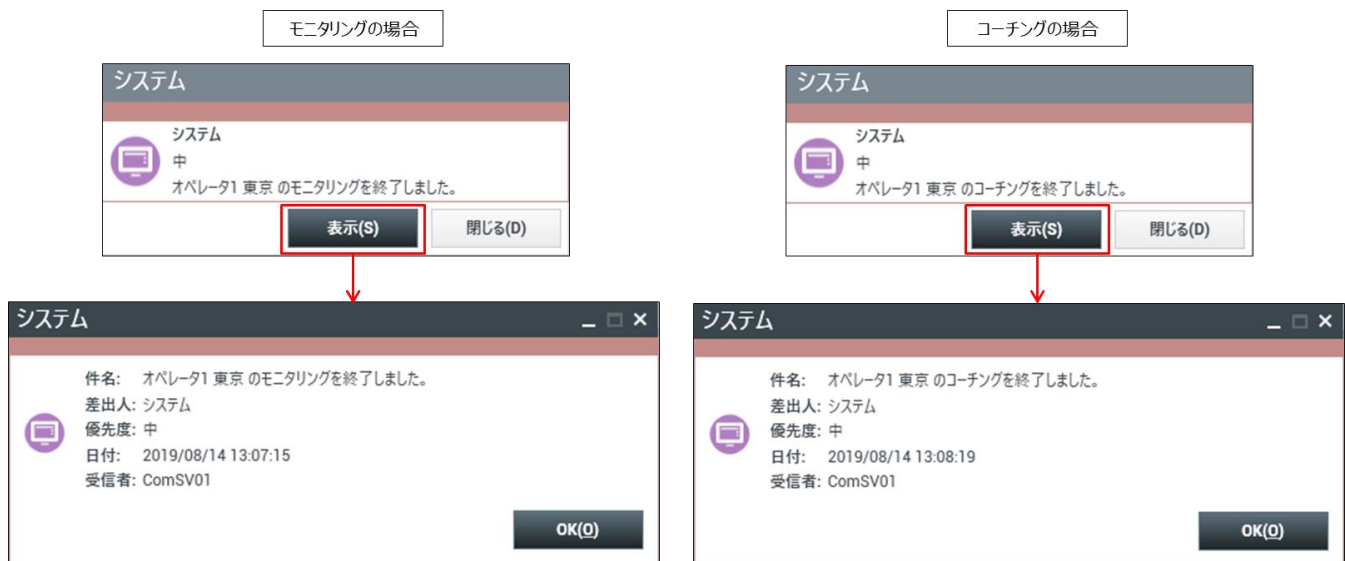 モニタリングの場合
システム
システム
中
オペレータ1 東京 のモニタリングを終了しました。
表示(S)
閉じる(D)
システム
件名: オペレータ1 東京 のモニタリングを終了しました。
差出人: システム
優先度: 中
日付: 2019/08/14 13:07:15
受信者: ComSV01
OK(O)
コーチングの場合
システム
システム
中
オペレータ1 東京 のコーチングを終了しました。
表示(S)
閉じる(D)
システム
件名: オペレータ1 東京 のコーチングを終了しました。
差出人: システム
優先度: 中
日付: 2019/08/14 13:08:19
受信者: ComSV01
OK(O)